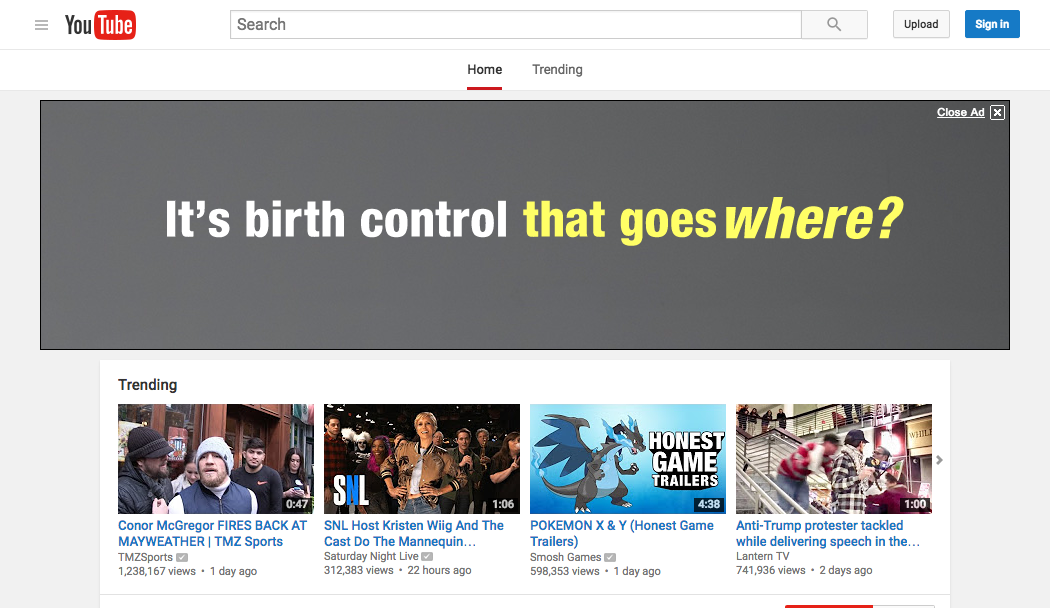 YouTube
Search
Upload
Sign in
Home
Trending
Close Ad
It's birth control that goes where?
Trending
0:47
SNL
1:06
HONEST
GAME
TRAILERS
4:38
1:00
Conor McGregor FIRES BACK AT
MAYWEATHER | TMZ Sports
TMZSports
1,238,167 views • 1 day ago
SNL Host Kristen Wiig And The
Cast Do The Mannequin…
Saturday Night Live
312,383 views • 22 hours ago
POKEMON X & Y (Honest Game
Trailers)
Smosh Games
598,353 views • 1 day ago
Anti-Trump protester tackled
while delivering speech in the…
Lantern TV
741,936 views • 2 days ago